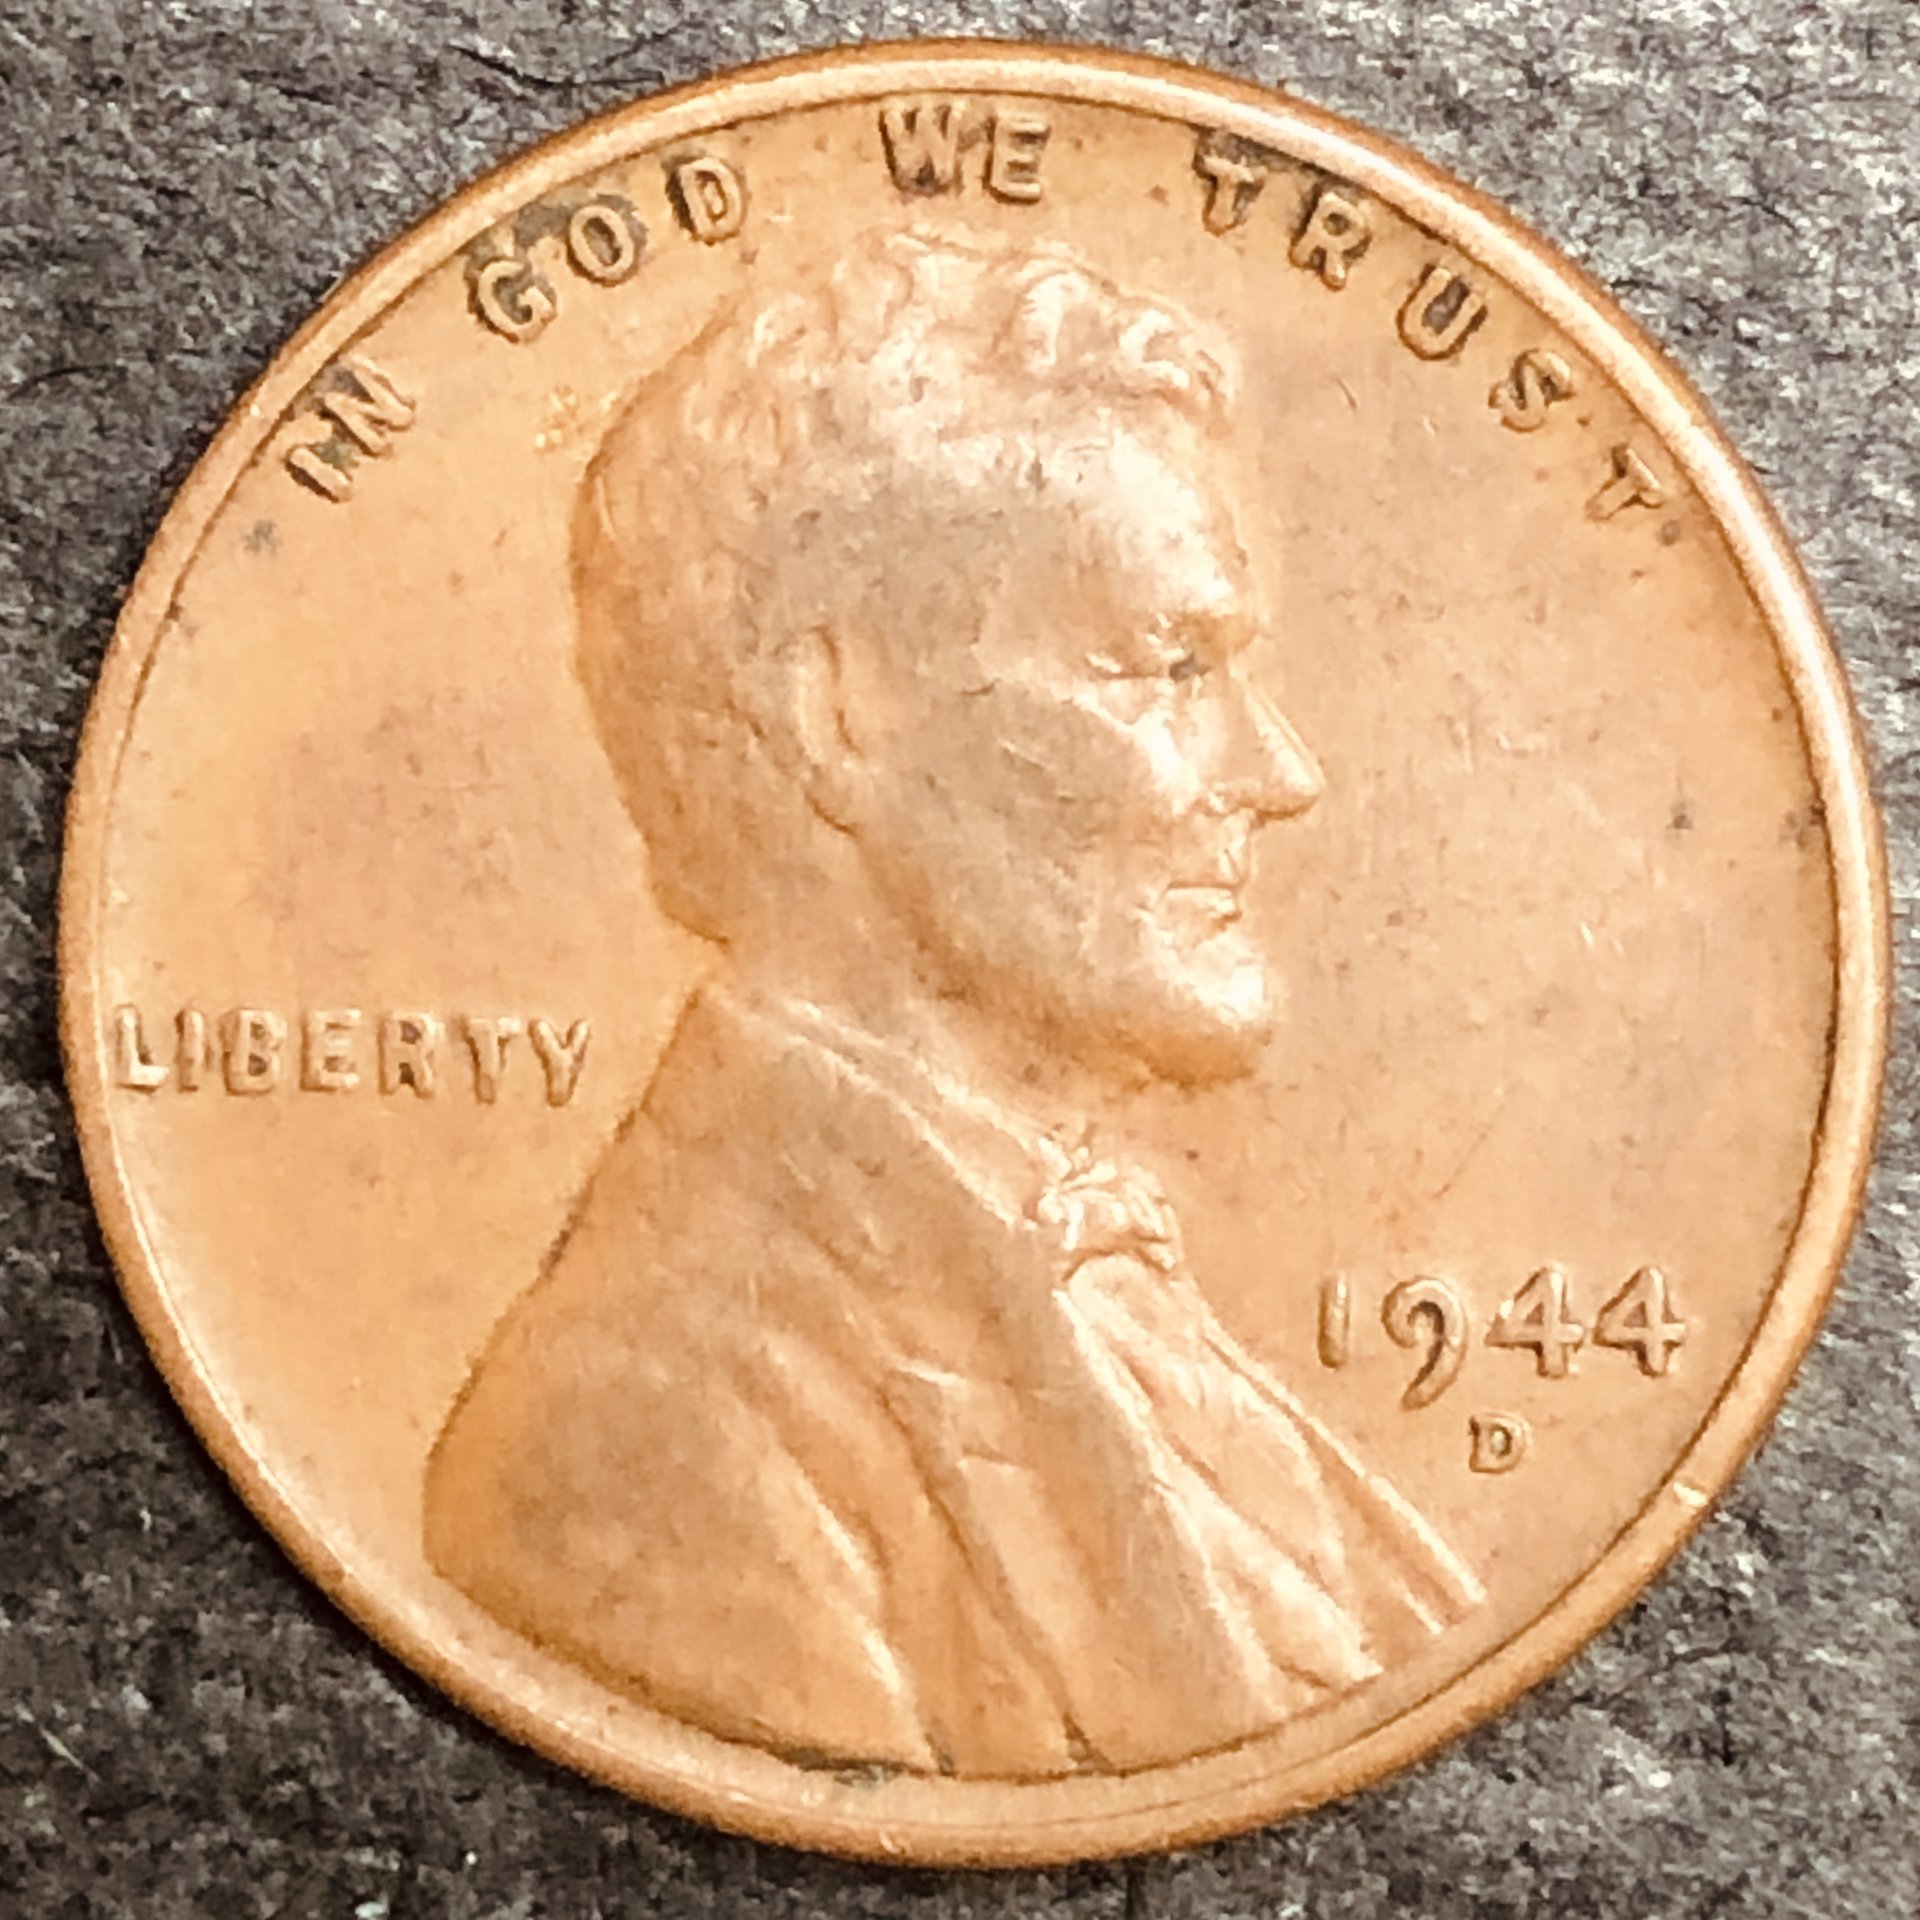 IN GOD WE TRUST
LIBERTY
1944
D